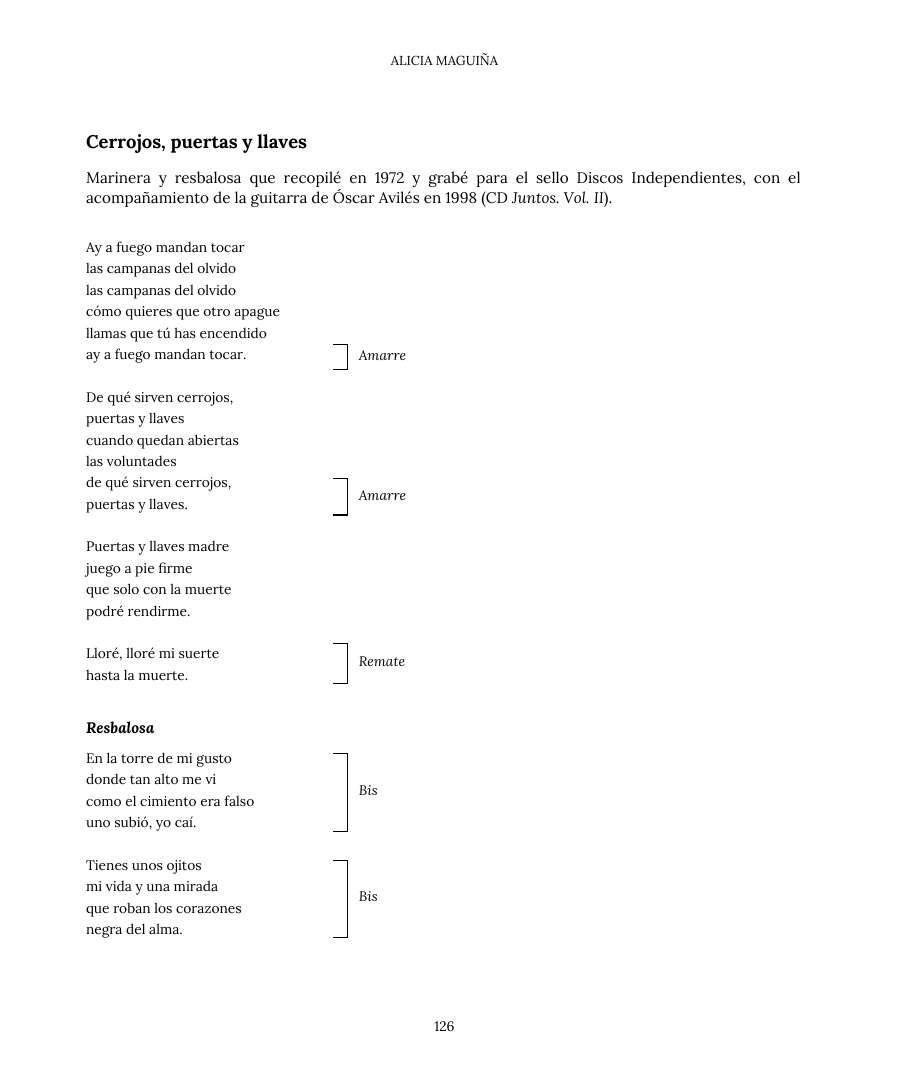 ALICIA MAGUIÑA
Cerrojos, puertas y llaves
Marinera y resbalosa que recopilé en 1972 y grabé para el sello Discos Independientes, con el
acompañamiento de la guitarra de Óscar Avilés en 1998 (CD Juntos. Vol. II).
Ay a fuego mandan tocar
las campanas del olvido
las campanas del olvido
cómo quieres que otro apague
llamas que tú has encendido
ay a fuego mandan tocar.
Amarre
De qué sirven cerrojos,
puertas y llaves
cuando quedan abiertas
las voluntades
de qué sirven cerrojos,
puertas y llaves.
Amarre
Puertas y llaves madre
juego a pie firme
que solo con la muerte
podré rendirme.
Lloré, lloré mi suerte
hasta la muerte.
Remate
Resbalosa
En la torre de mi gusto
donde tan alto me vi
como el cimiento era falso
uno subió, yo caí.
Bis
Tienes unos ojitos
mi vida y una mirada
que roban los corazones
negra del alma.
Bis
126